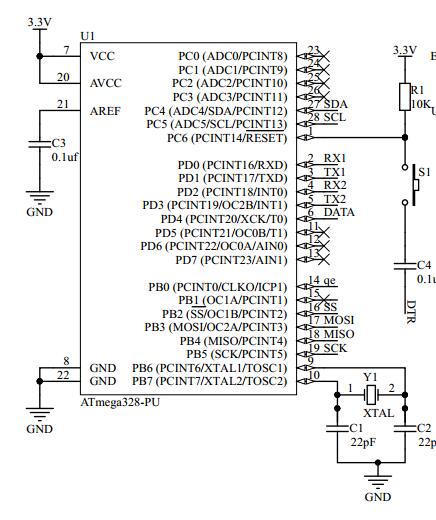 3.3V
U1
7 VCC
20 AVCC
21 AREF
C3
0.1uf
GND
8 GND
22 GND
GND
PC0 (ADC0/PCINT8) 23
PC1 (ADC1/PCINT9) 24
PC2 (ADC2/PCINT10) 25
PC3 (ADC3/PCINT11) 26
PC4 (ADC4/SDA/PCINT12) 27 SDA
PC5 (ADC5/SCL/PCINT13) 28 SCL
PC6 (PCINT14/RESET) 1
PD0 (PCINT16/RXD) 2 RX1
PD1 (PCINT17/TXD) 3 TX1
PD2 (PCINT18/INT0) 4 RX2
PD3 (PCINT19/OC2B/INT1) 5 TX2
PD4 (PCINT20/XCK/T0) 6 DATA
PD5 (PCINT21/OC0B/T1) 11
PD6 (PCINT22/OC0A/AIN0) 12
PD7 (PCINT23/AIN1) 13
PB0 (PCINT0/CLKO/ICP1) 14 qe
PB1 (OC1A/PCINT1) 15
PB2 (SS/OC1B/PCINT2) 16 SS
PB3 (MOSI/OC2A/PCINT3) 17 MOSI
PB4 (MISO/PCINT4) 18 MISO
PB5 (SCK/PCINT5) 19 SCK
PB6 (PCINT6/XTAL1/TOSC1) 9
PB7 (PCINT7/XTAL2/TOSC2) 10
ATmega328-PU
3.3V
R1
10K
S1
C4
0.1u
DTR
Y1
1 2
XTAL
C1
22pF
C2
22p
GND